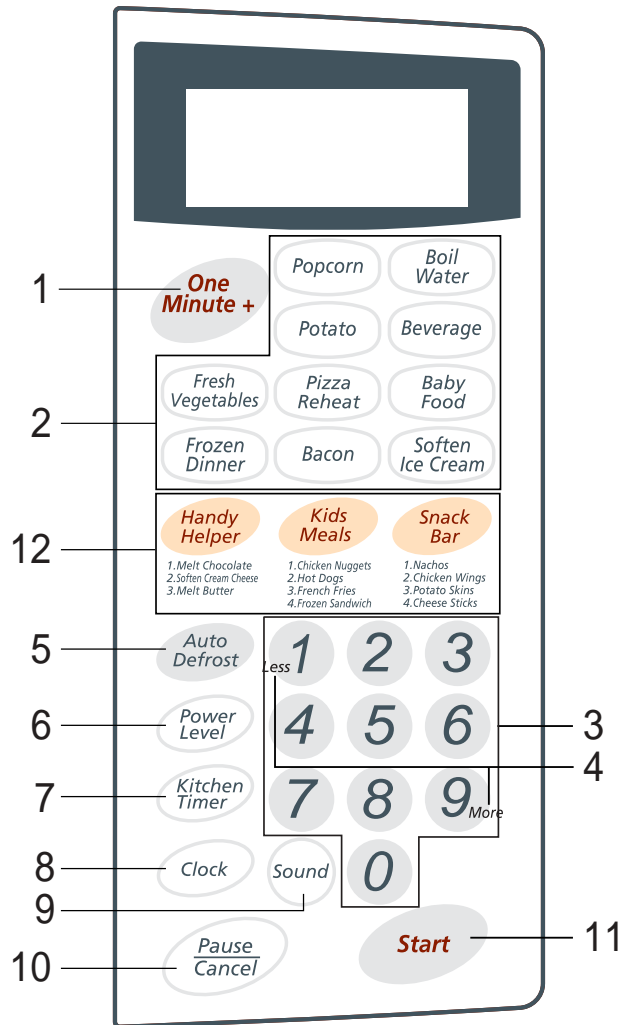 1
One
Minute +
Popcorn
Boil
Water
Potato
Beverage
2
Fresh
Vegetables
Pizza
Reheat
Baby
Food
Frozen
Dinner
Bacon
Soften
Ice Cream
12
Handy
Helper
1.Melt Chocolate
2.Soften Cream Cheese
3.Melt Butter
Kids
Meals
1.Chicken Nuggets
2.Hot Dogs
3.French Fries
4.Frozen Sandwich
Snack
Bar
1.Nachos
2.Chicken Wings
3.Potato Skins
4.Cheese Sticks
5
Auto
Defrost
Less
1 2 3
6
Power
Level
4 5 6
3
4
7
Kitchen
Timer
7 8 9
More
8
Clock
Sound
0
9
10
Pause
Cancel
Start
11